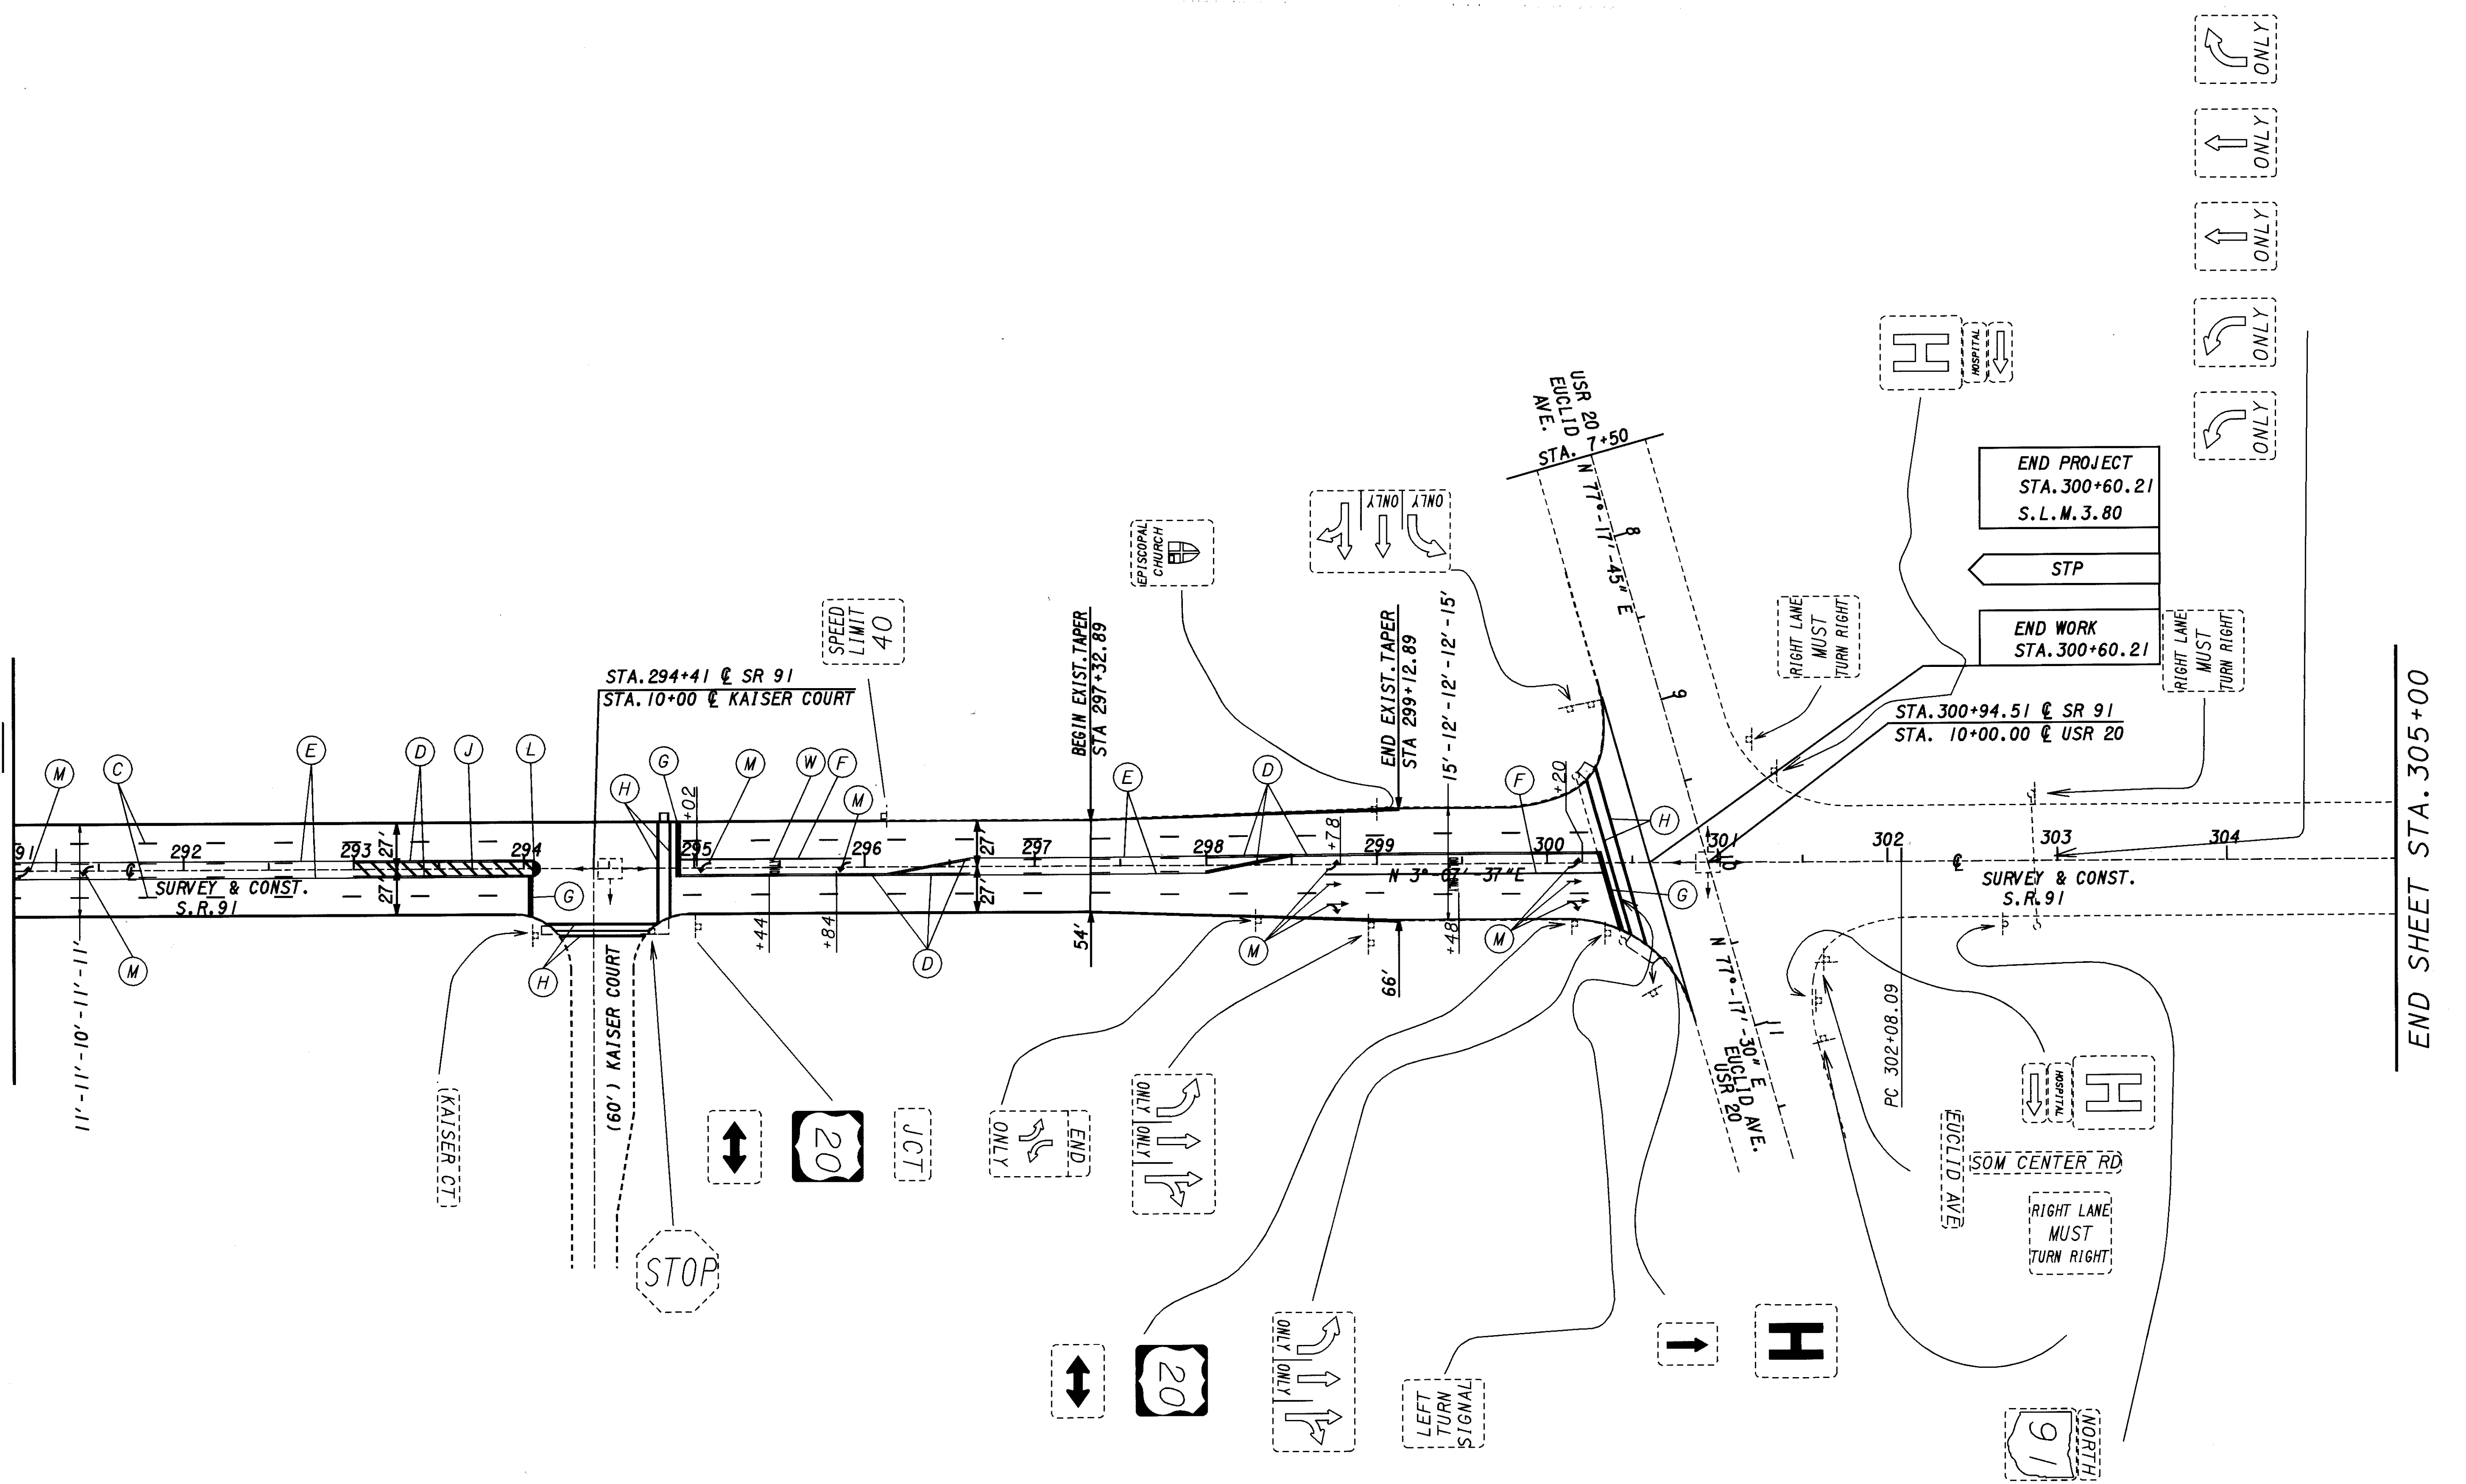 ONLY
ONLY
ONLY
ONLY
ONLY
H
HOSPITAL
USR 20
EUCLID
AVE.
STA. 7+50
N 77°-17'-45" E
8
9
10
11
END PROJECT
STA.300+60.21
S.L.M.3.80
STP
END WORK
STA.300+60.21
ONLY
ONLY
EPISCOPAL
CHURCH
SPEED
LIMIT
40
RIGHT LANE
MUST
TURN RIGHT
RIGHT LANE
MUST
TURN RIGHT
STA.294+41 ℄ SR 91
STA.10+00 ℄ KAISER COURT
BEGIN EXIST.TAPER
STA 297+32.89
END EXIST.TAPER
STA 299+12.89
15'-12'-12'-12'-15'
STA.300+94.51 ℄ SR 91
STA. 10+00.00 ℄ USR 20
END SHEET STA.305+00
M
C
E
D
J
L
H
G
M
W
F
M
E
D
F
H
+02
+78
+20
91
292
293
294
295
296
297
298
299
300
301
302
303
304
27'
27'
27'
27'
℄
SURVEY & CONST.
S.R.91
N 3°-07'-37"E
℄
SURVEY & CONST.
S.R.91
G
G
M
H
D
M
M
+44
+84
+48
54'
66'
11'-11'-10'-11'-11'
(60') KAISER COURT
N 77°-17'-30" E
EUCLID AVE.
USR 20
PC 302+08.09
KAISER CT
STOP
20
JCT
END
ONLY
ONLY
ONLY
20
ONLY
ONLY
LEFT
TURN
SIGNAL
H
H
HOSPITAL
EUCLID AVE
SOM CENTER RD
RIGHT LANE
MUST
TURN RIGHT
NORTH
91